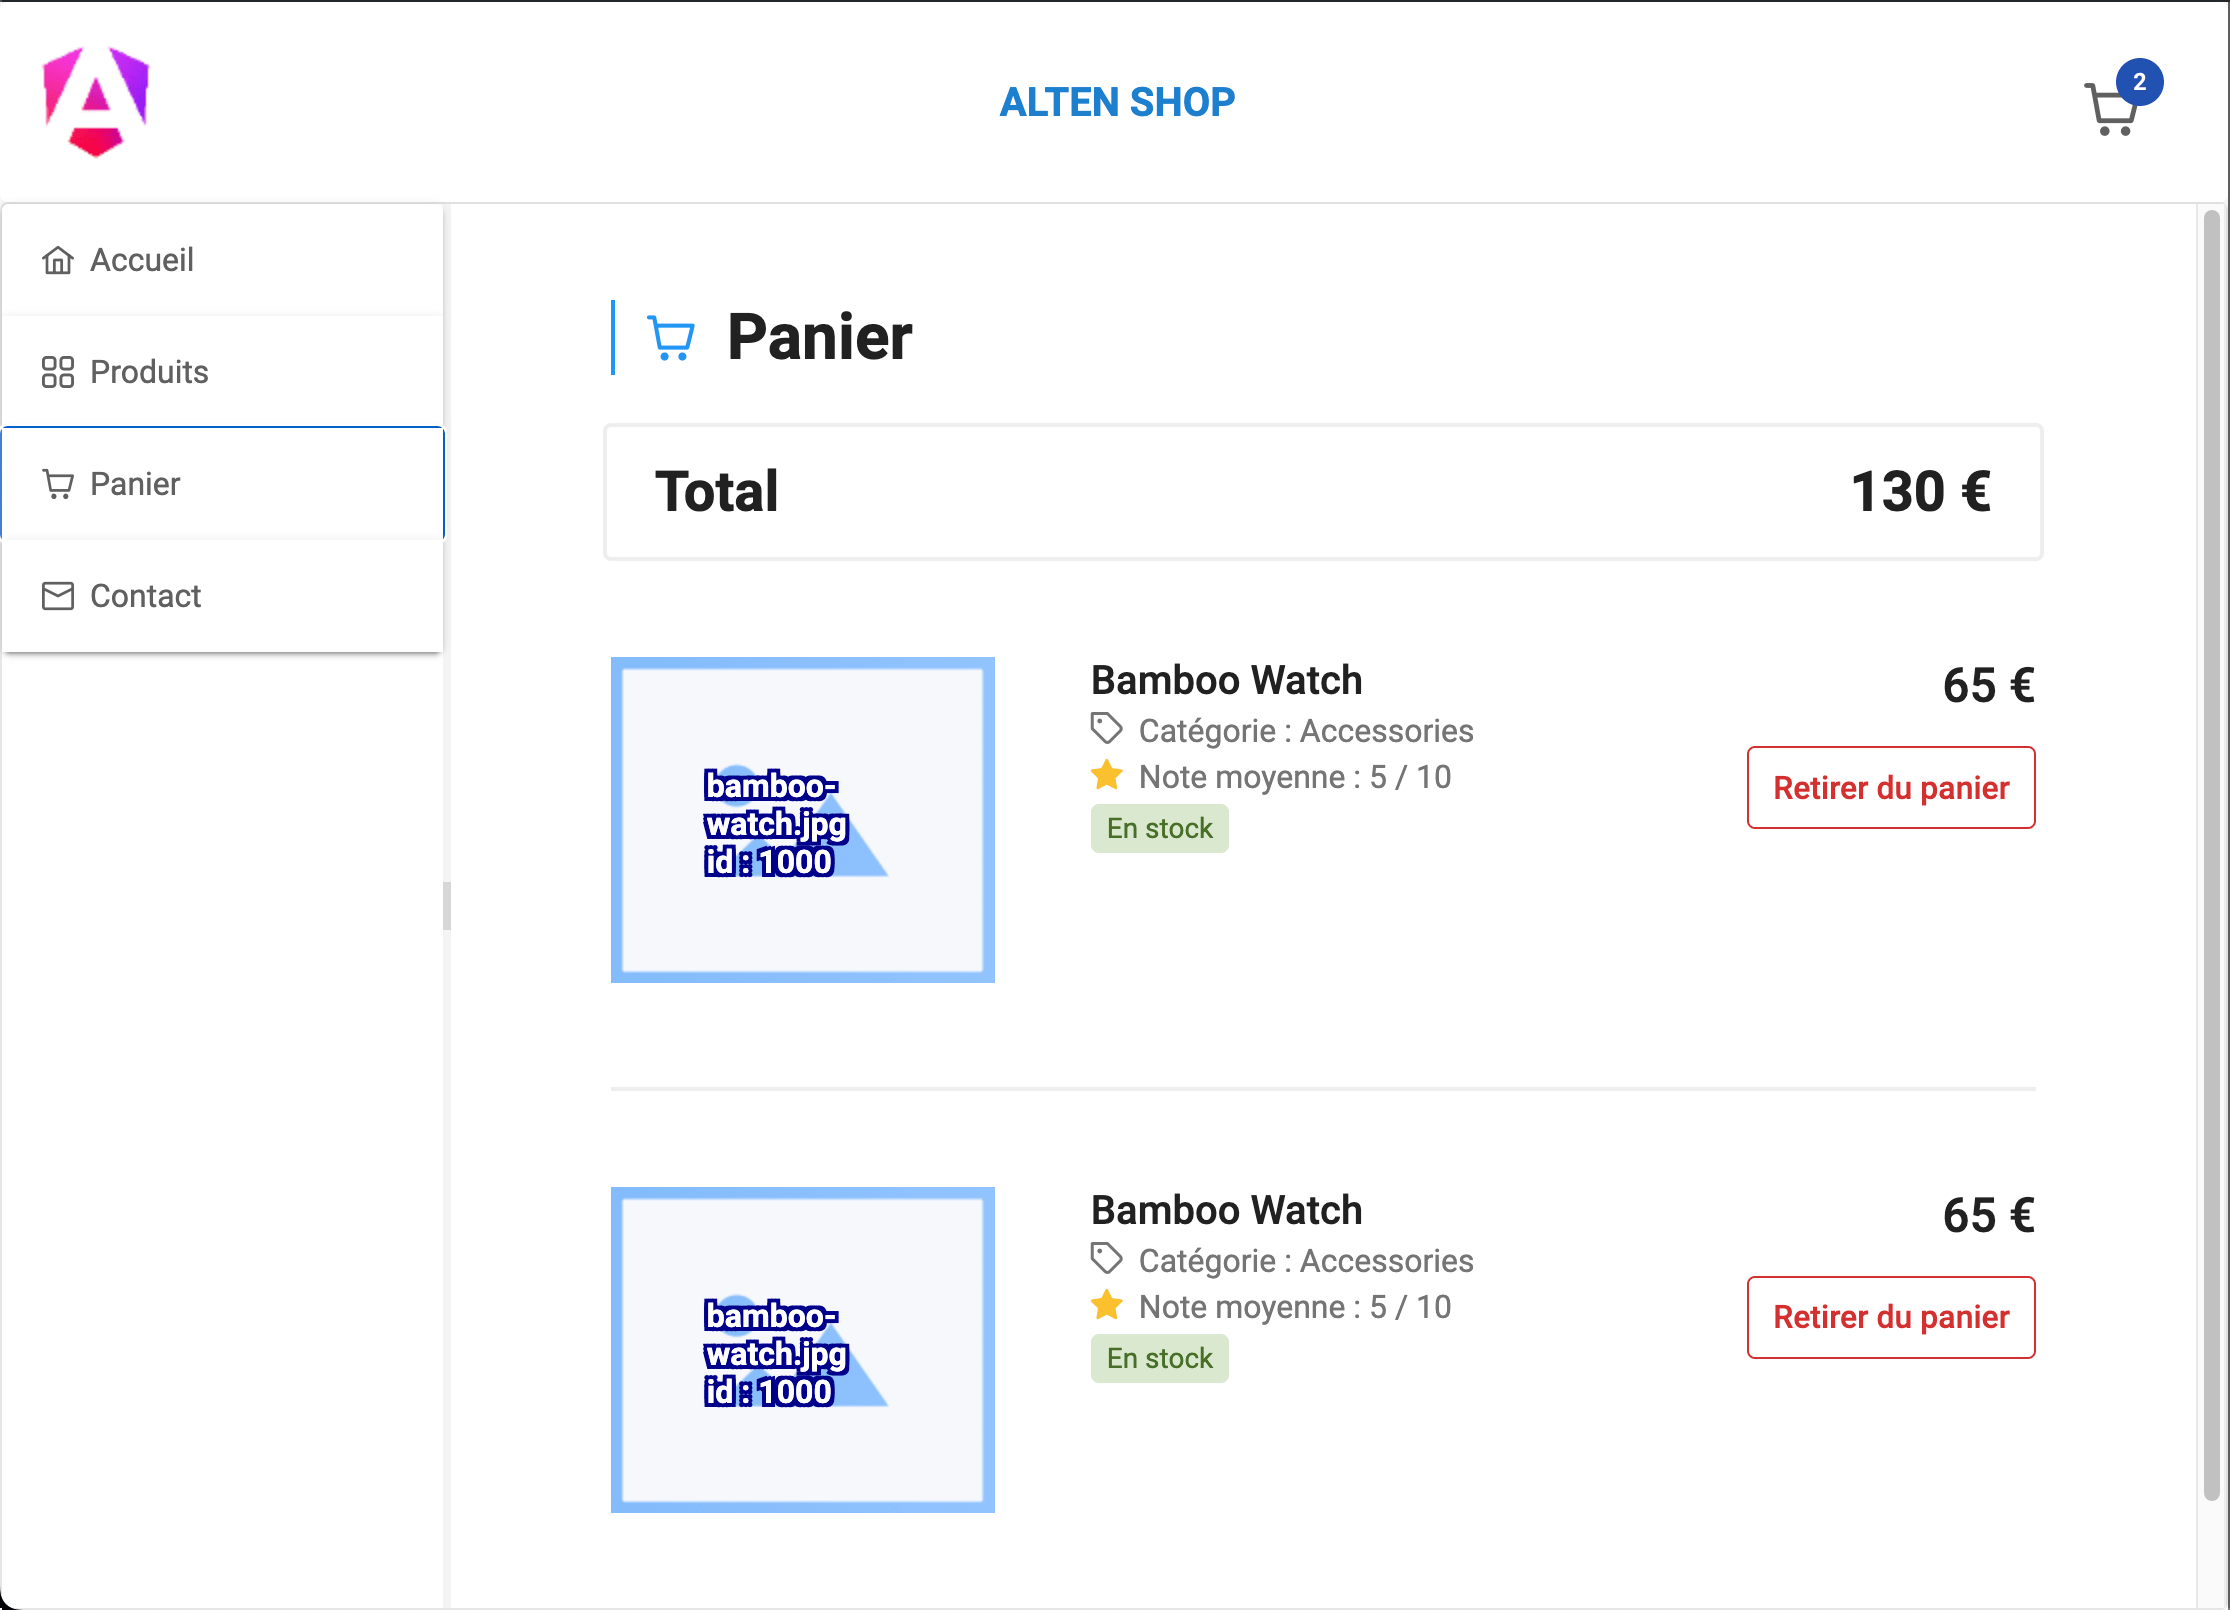 ALTEN SHOP
2
Accueil
Produits
Panier
Contact
Panier
Total
130 €
bamboo-
watch.jpg
id : 1000
Bamboo Watch
Catégorie : Accessories
Note moyenne : 5 / 10
En stock
65 €
Retirer du panier
bamboo-
watch.jpg
id : 1000
Bamboo Watch
Catégorie : Accessories
Note moyenne : 5 / 10
En stock
65 €
Retirer du panier